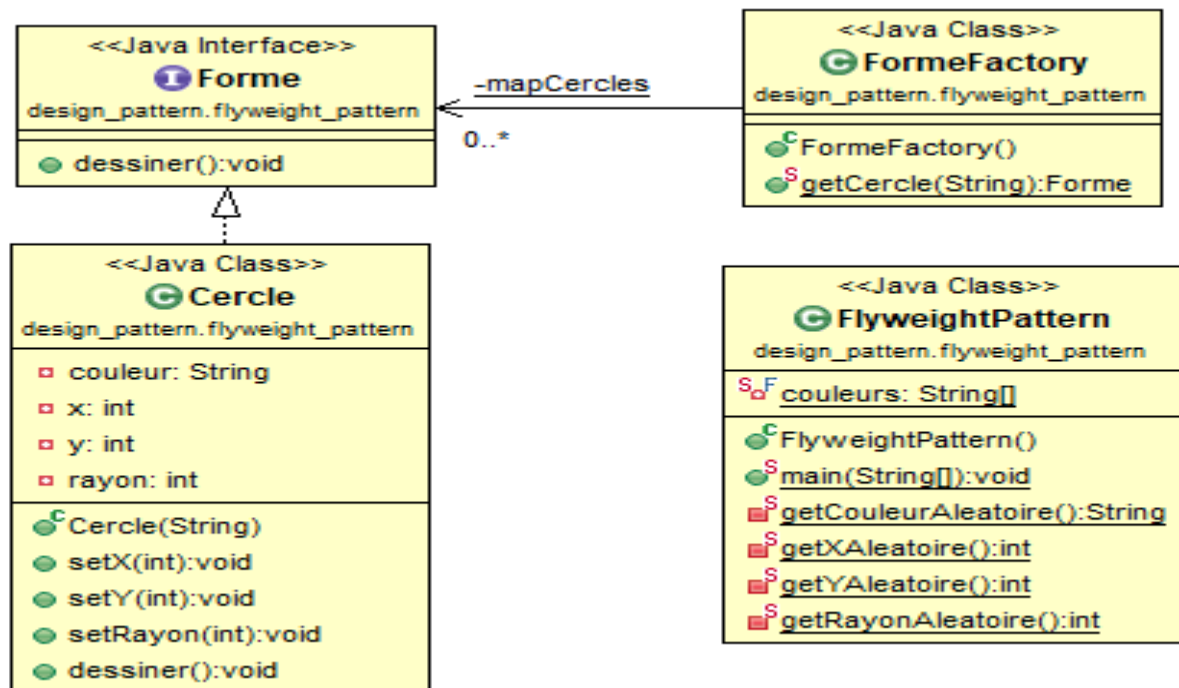 <<Java Interface>>
I Forme
design_pattern.flyweight_pattern
dessiner():void
-mapCercles
0..*
<<Java Class>>
C FormeFactory
design_pattern.flyweight_pattern
C FormeFactory()
S getCercle(String):Forme
<<Java Class>>
C Cercle
design_pattern.flyweight_pattern
couleur: String
x: int
y: int
rayon: int
C Cercle(String)
setX(int):void
setY(int):void
setRayon(int):void
dessiner():void
<<Java Class>>
C FlyweightPattern
design_pattern.flyweight_pattern
S F couleurs: String[]
C FlyweightPattern()
S main(String[]):void
S getCouleurAleatoire():String
S getXAleatoire():int
S getYAleatoire():int
S getRayonAleatoire():int